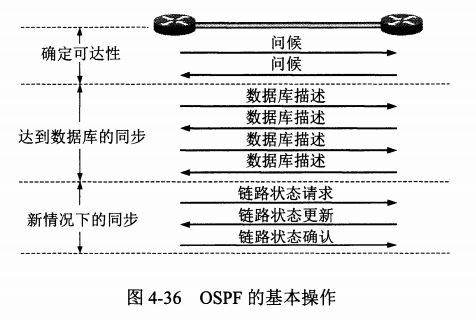 问候
确定可达性
问候
数据库描述
数据库描述
达到数据库的同步
数据库描述
数据库描述
链路状态请求
新情况下的同步
链路状态更新
链路状态确认
图 4-36 OSPF 的基本操作